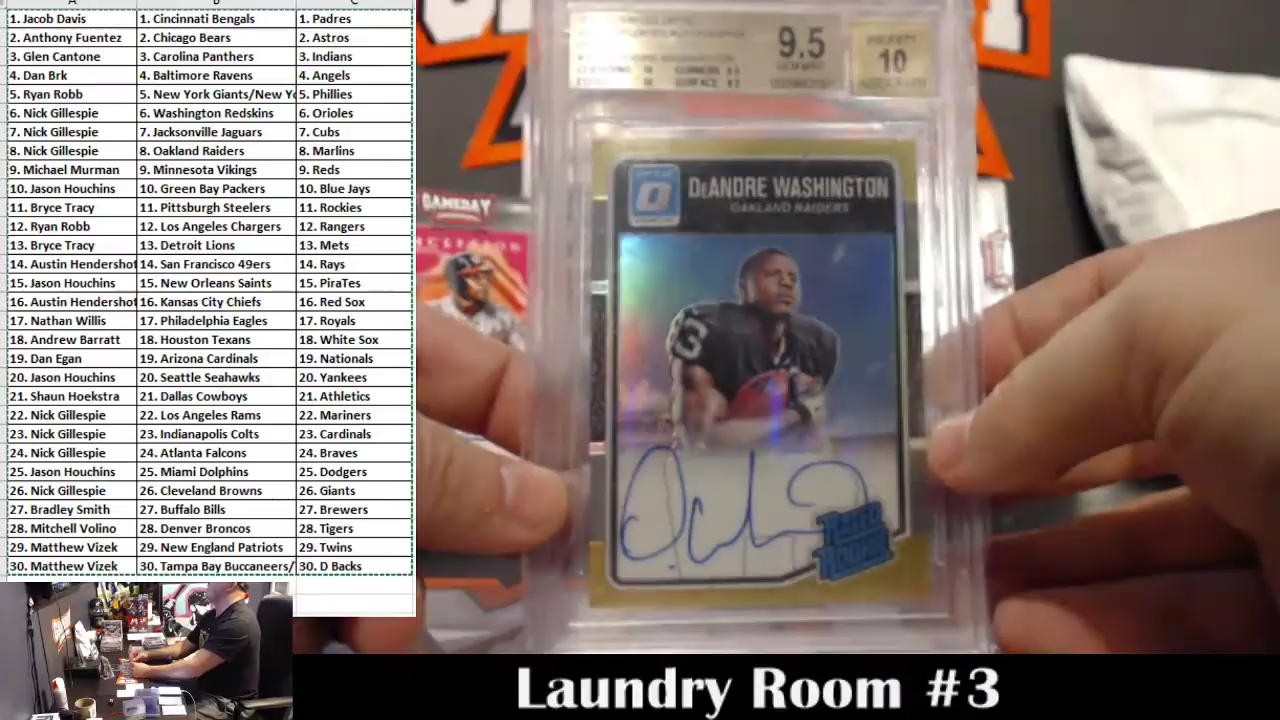 1. Jacob Davis 1. Cincinnati Bengals 1. Padres
2. Anthony Fuentez 2. Chicago Bears 2. Astros
3. Glen Cantone 3. Carolina Panthers 3. Indians
4. Dan Brk 4. Baltimore Ravens 4. Angels
5. Ryan Robb 5. New York Giants/New Yo 5. Phillies
6. Nick Gillespie 6. Washington Redskins 6. Orioles
7. Nick Gillespie 7. Jacksonville Jaguars 7. Cubs
8. Nick Gillespie 8. Oakland Raiders 8. Marlins
9. Michael Murman 9. Minnesota Vikings 9. Reds
10. Jason Houchins 10. Green Bay Packers 10. Blue Jays
11. Bryce Tracy 11. Pittsburgh Steelers 11. Rockies
12. Ryan Robb 12. Los Angeles Chargers 12. Rangers
13. Bryce Tracy 13. Detroit Lions 13. Mets
14. Austin Hendershot 14. San Francisco 49ers 14. Rays
15. Jason Houchins 15. New Orleans Saints 15. PiraTes
16. Austin Hendershot 16. Kansas City Chiefs 16. Red Sox
17. Nathan Willis 17. Philadelphia Eagles 17. Royals
18. Andrew Barratt 18. Houston Texans 18. White Sox
19. Dan Egan 19. Arizona Cardinals 19. Nationals
20. Jason Houchins 20. Seattle Seahawks 20. Yankees
21. Shaun Hoekstra 21. Dallas Cowboys 21. Athletics
22. Nick Gillespie 22. Los Angeles Rams 22. Mariners
23. Nick Gillespie 23. Indianapolis Colts 23. Cardinals
24. Nick Gillespie 24. Atlanta Falcons 24. Braves
25. Jason Houchins 25. Miami Dolphins 25. Dodgers
26. Nick Gillespie 26. Cleveland Browns 26. Giants
27. Bradley Smith 27. Buffalo Bills 27. Brewers
28. Mitchell Volino 28. Denver Broncos 28. Tigers
29. Matthew Vizek 29. New England Patriots 29. Twins
30. Matthew Vizek 30. Tampa Bay Buccaneers/ 30. D Backs
9.5
10
DEANDRE WASHINGTON
OAKLAND RAIDERS
33
RATED
ROOKIE
GAMEDAY
Laundry Room #3